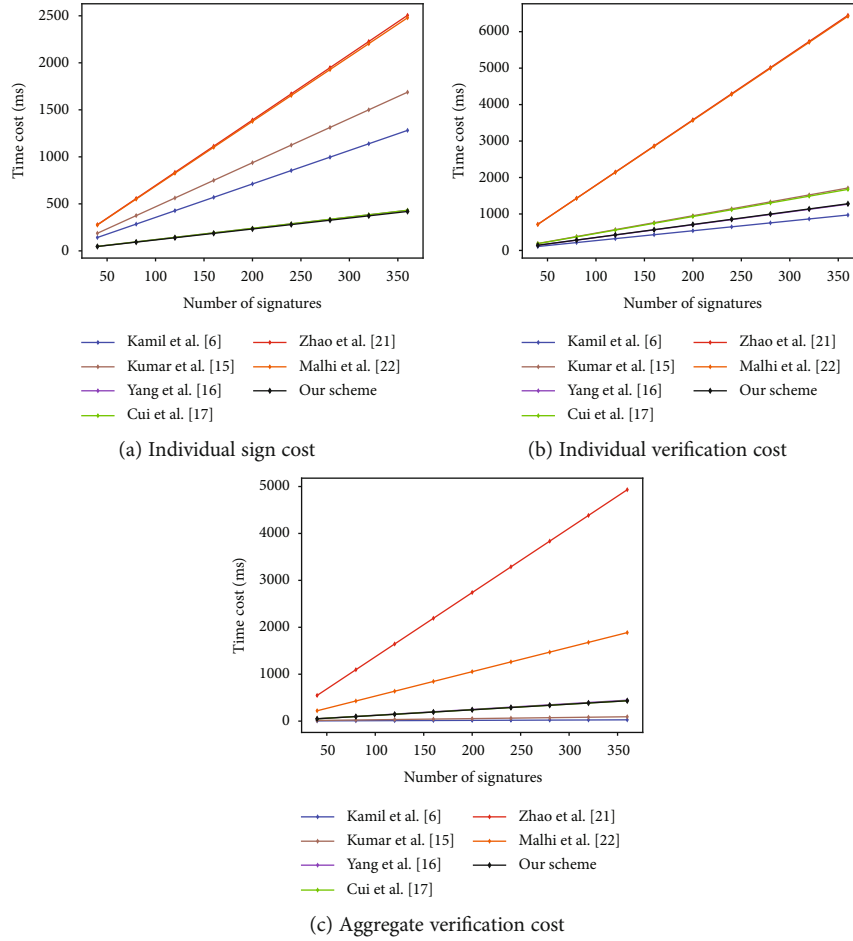 2500
2000
1500
1000
500
0
Time cost (ms)
50 100 150 200 250 300 350
Number of signatures
Kamil et al. [6]
Kumar et al. [15]
Yang et al. [16]
Cui et al. [17]
Zhao et al. [21]
Malhi et al. [22]
Our scheme
(a) Individual sign cost
6000
5000
4000
3000
2000
1000
0
Time cost (ms)
50 100 150 200 250 300 350
Number of signatures
Kamil et al. [6]
Kumar et al. [15]
Yang et al. [16]
Cui et al. [17]
Zhao et al. [21]
Malhi et al. [22]
Our scheme
(b) Individual verification cost
5000
4000
3000
2000
1000
0
Time cost (ms)
50 100 150 200 250 300 350
Number of signatures
Kamil et al. [6]
Kumar et al. [15]
Yang et al. [16]
Cui et al. [17]
Zhao et al. [21]
Malhi et al. [22]
Our scheme
(c) Aggregate verification cost